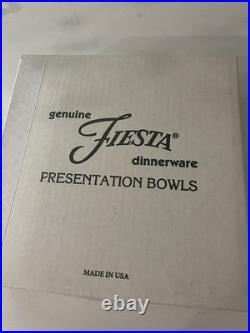 genuine
FIESTA®
dinnerware
PRESENTATION BOWLS
MADE IN USA